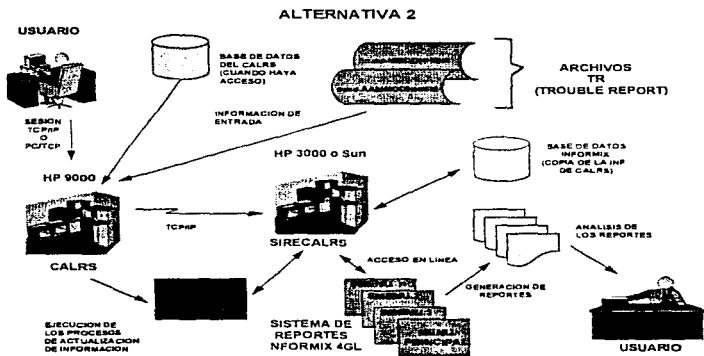 ALTERNATIVA 2
USUARIO
BASE DE DATOS
DEL CALRS
(CUANDO HAYA
ACCESO)
ARCHIVOS
TR
(TROUBLE REPORT)
SESION
TCP/IP
O
PC/TCP
INFORMACION DE
ENTRADA
HP 9000
HP 3000 o Sun
BASE DE DATOS
INFORMIX
(COPIA DE LA INF
DE CALRS)
TCP/IP
CALRS
SIRECALRS
ACCESO EN LINEA
ANALISIS DE
LOS REPORTES
GENERACION DE
REPORTES
EJECUCION DE
LOS PROCESOS
DE ACTUALIZACION
DE INFORMACION
SISTEMA DE
REPORTES
NFORMIX 4GL
MENU
PRINCIPAL
USUARIO